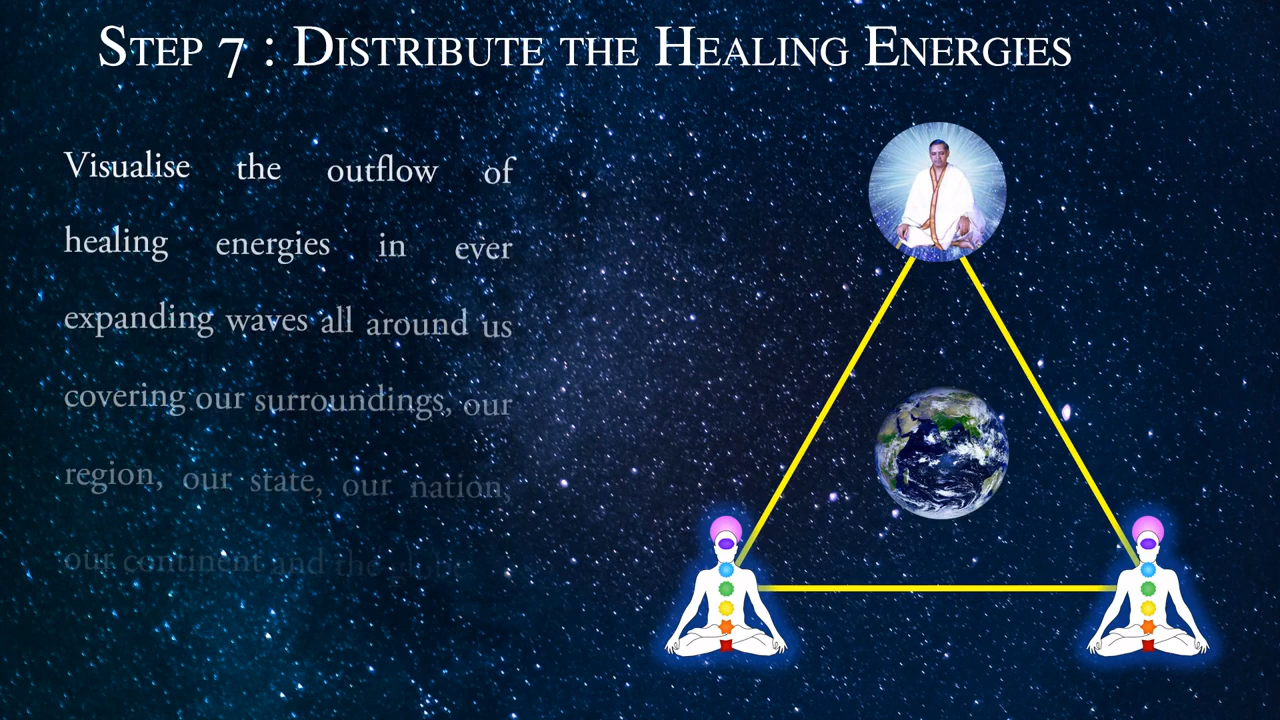 Step 7 : Distribute the Healing Energies
Visualise the outflow of
healing energies in ever
expanding waves all around us
covering our surroundings, our
region, our state, our nation,
our continent and the